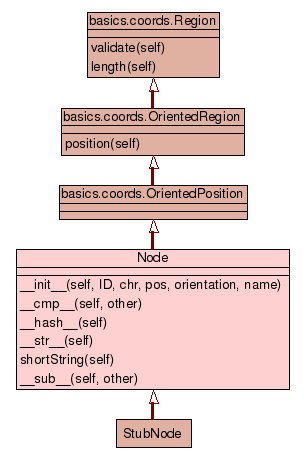 basics.coords.Region
validate(self)
length(self)
basics.coords.OrientedRegion
position(self)
basics.coords.OrientedPosition
Node
__init__(self, ID, chr, pos, orientation, name)
__cmp__(self, other)
__hash__(self)
__str__(self)
shortString(self)
__sub__(self, other)
StubNode